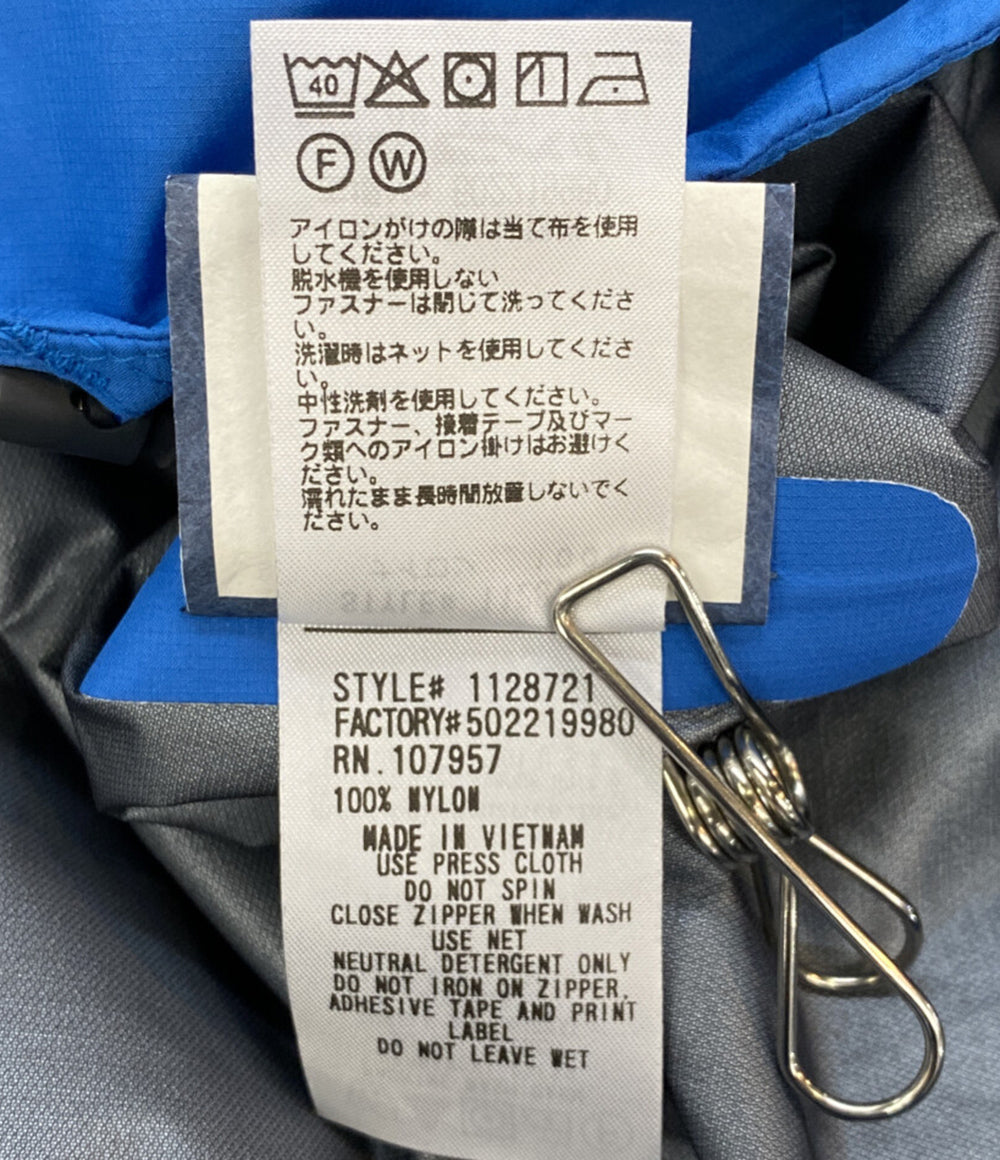 40
F W
アイロンがけの際は当て布を使用
してください。
脱水機を使用しない
ファスナーは閉じて洗ってくださ
い。
洗濯時はネットを使用してくださ
い。
中性洗剤を使用してください。
ファスナー、接着テープ及びマー
ク類へのアイロン掛けはお避けく
ださい。
濡れたまま長時間放置しないでく
ださい。
STYLE# 1128721
FACTORY#502219980
RN.107957
100% NYLON
MADE IN VIETNAM
USE PRESS CLOTH
DO NOT SPIN
CLOSE ZIPPER WHEN WASH
USE NET
NEUTRAL DETERGENT ONLY
DO NOT IRON ON ZIPPER,
ADHESIVE TAPE AND PRINT
LABEL
DO NOT LEAVE WET